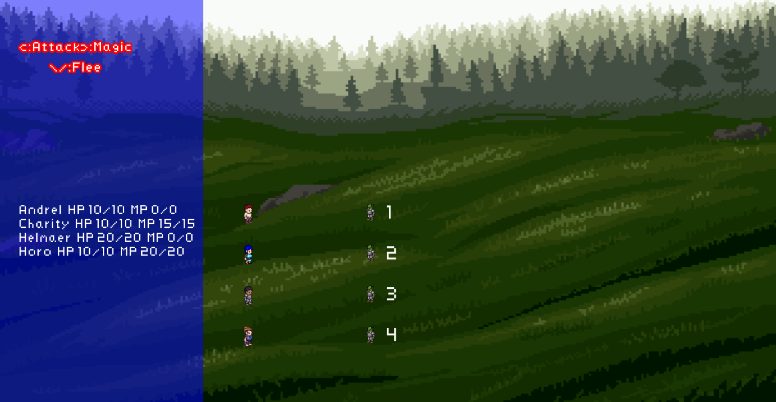 <:Attack>:Magic
\/:Flee
Andrel HP 10/10 MP 0/0
Charity HP 10/10 MP 15/15
Helmaer HP 20/20 MP 0/0
Horo HP 10/10 MP 20/20
1
2
3
4